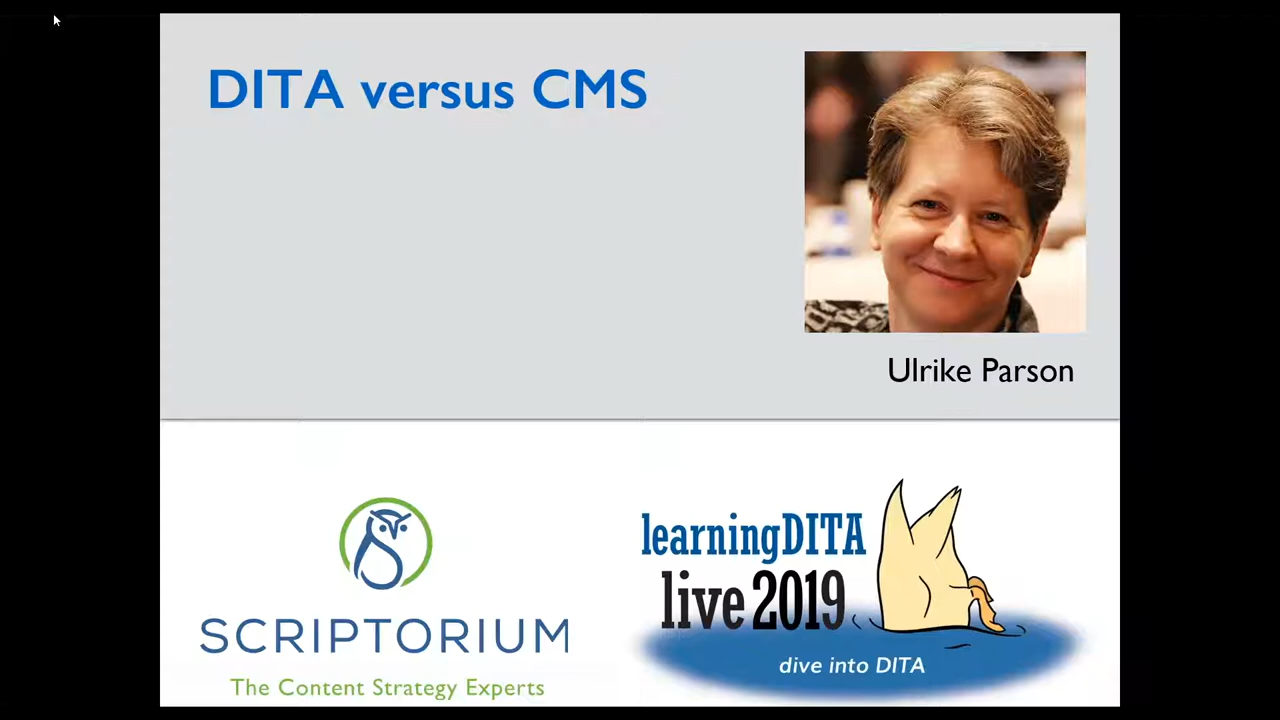 DITA versus CMS
Ulrike Parson
SCRIPTORIUM
The Content Strategy Experts
learningDITA
live 2019
dive into DITA